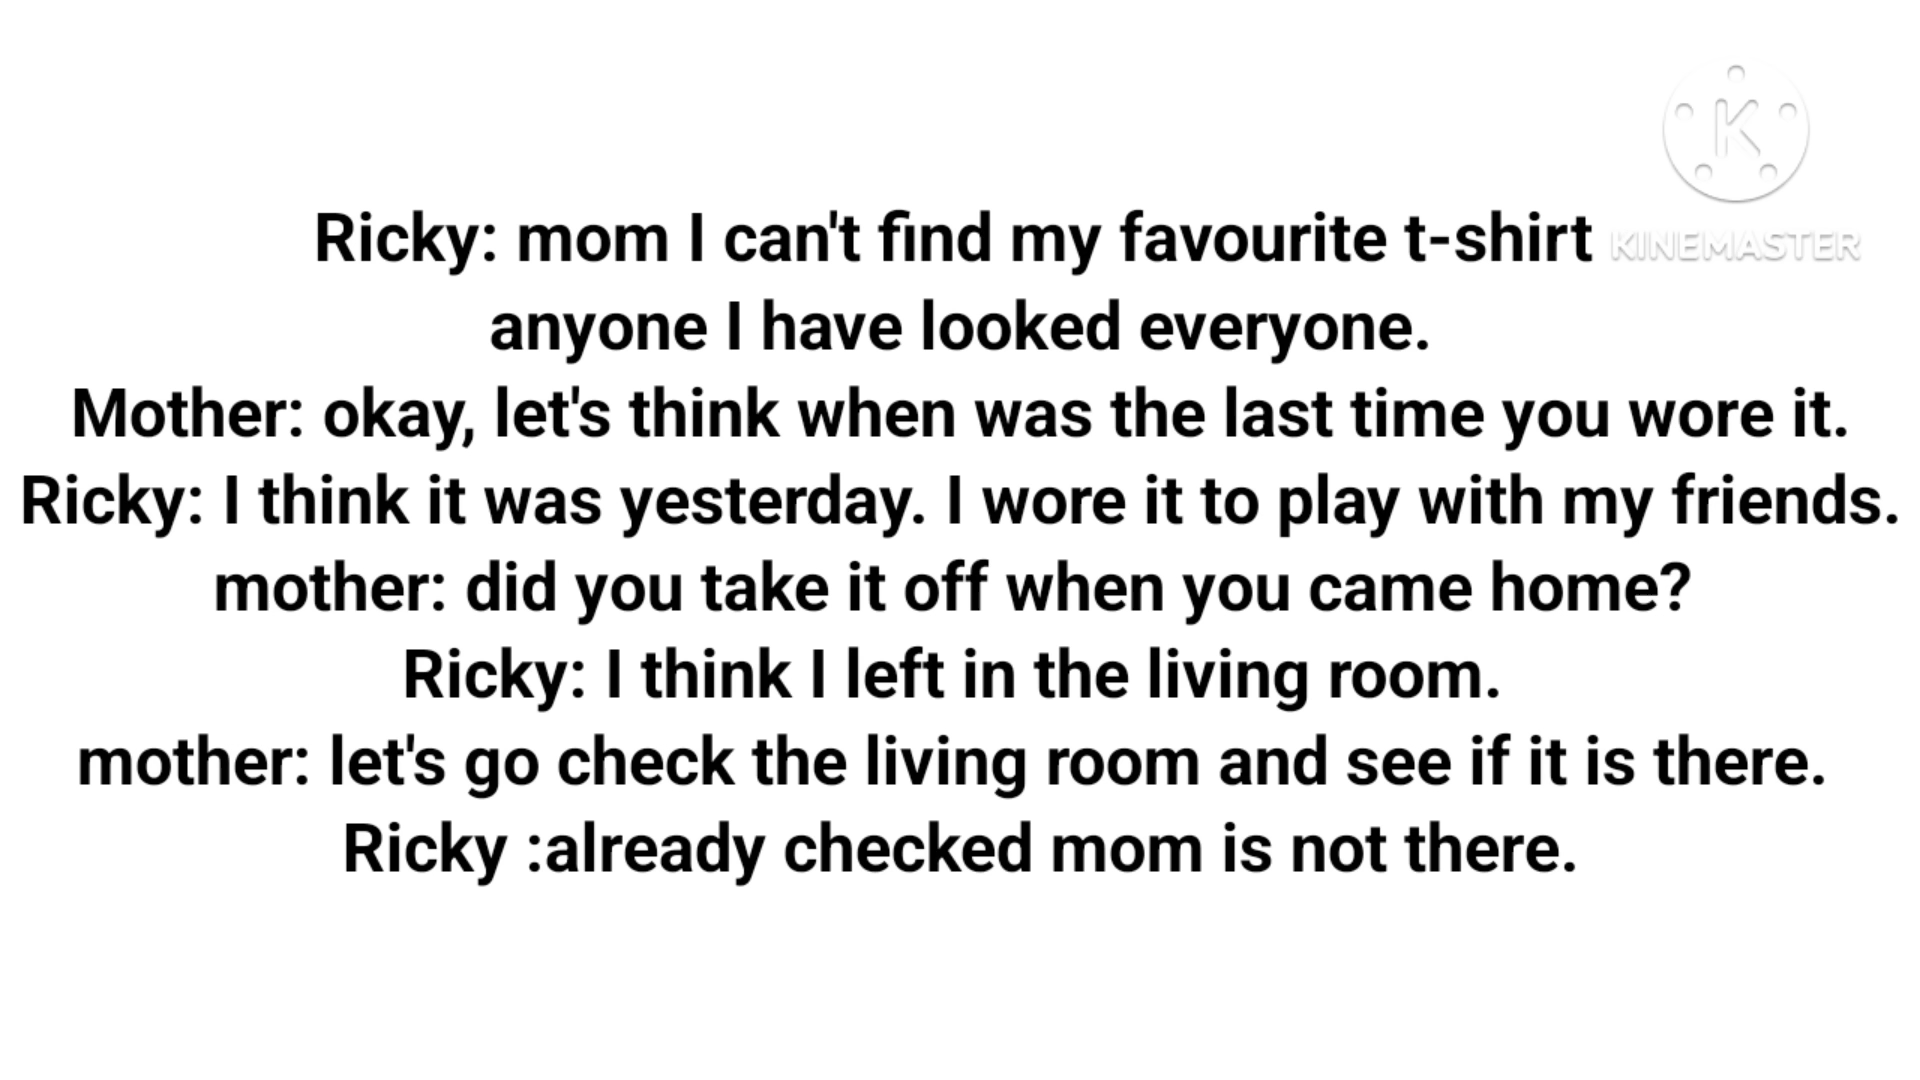 K
KINEMASTER
Ricky: mom I can't find my favourite t-shirt
anyone I have looked everyone.
Mother: okay, let's think when was the last time you wore it.
Ricky: I think it was yesterday. I wore it to play with my friends.
mother: did you take it off when you came home?
Ricky: I think I left in the living room.
mother: let's go check the living room and see if it is there.
Ricky :already checked mom is not there.